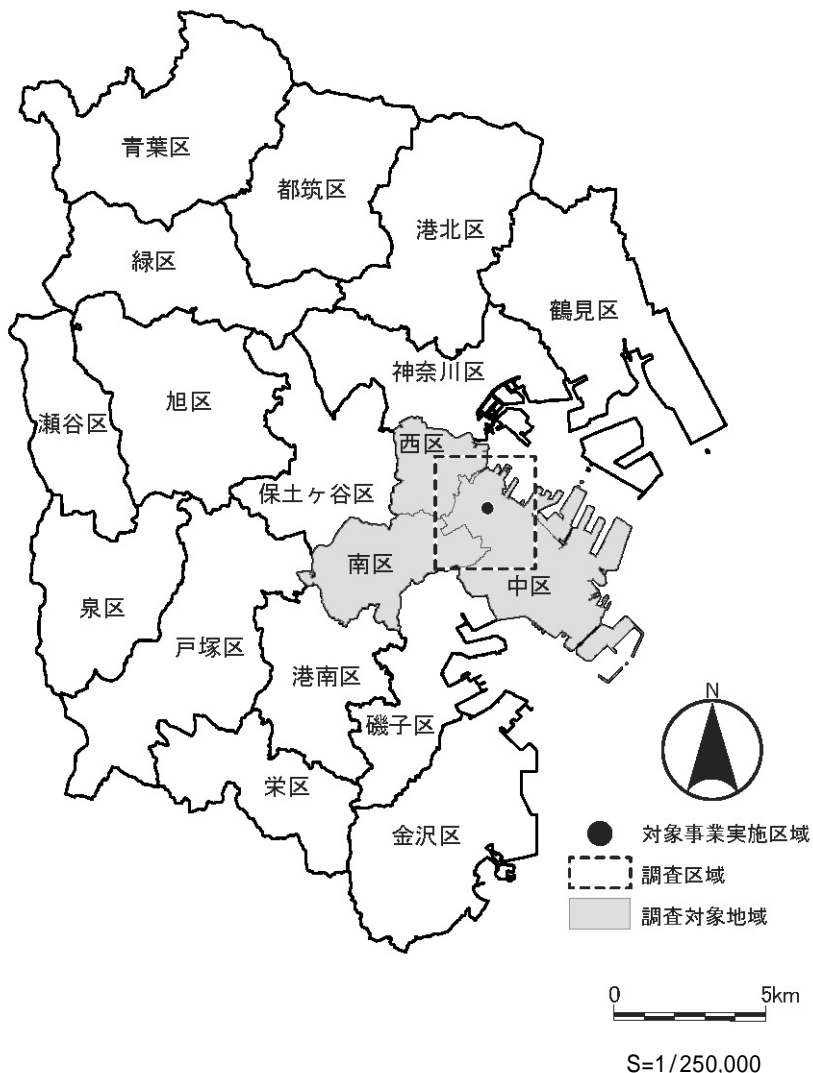 青葉区
都筑区
港北区
緑区
鶴見区
神奈川区
旭区
瀬谷区
西区
保土ヶ谷区
南区
中区
泉区
戸塚区
港南区
磯子区
栄区
金沢区
N
対象事業実施区域
調査区域
調査対象地域
0 5km
S=1/250,000